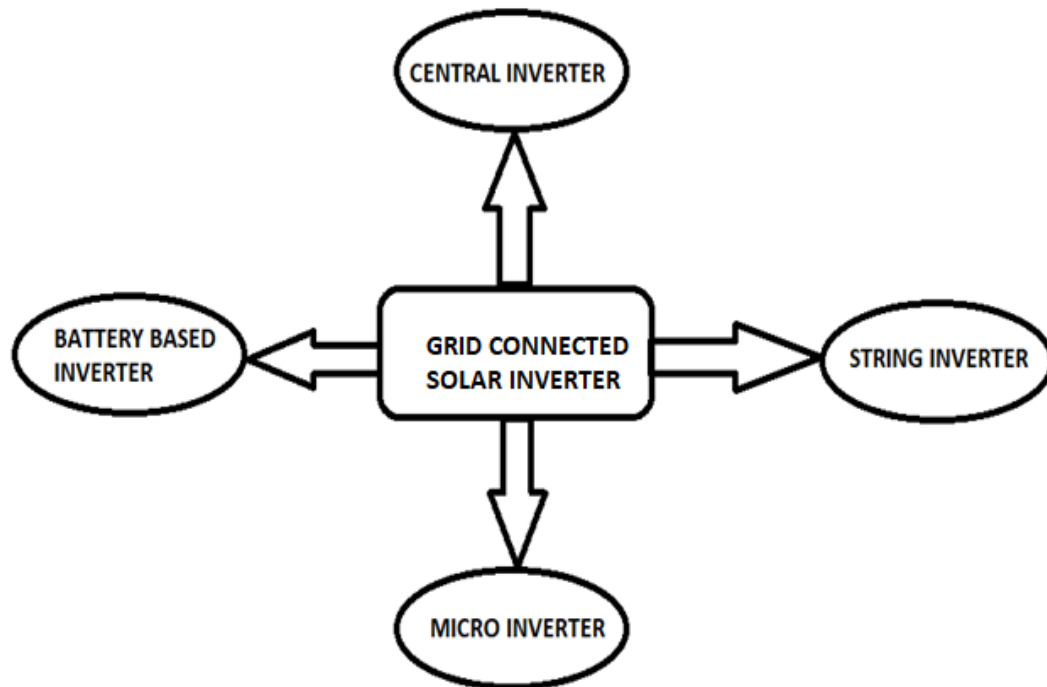 CENTRAL INVERTER
BATTERY BASED
INVERTER
GRID CONNECTED
SOLAR INVERTER
STRING INVERTER
MICRO INVERTER